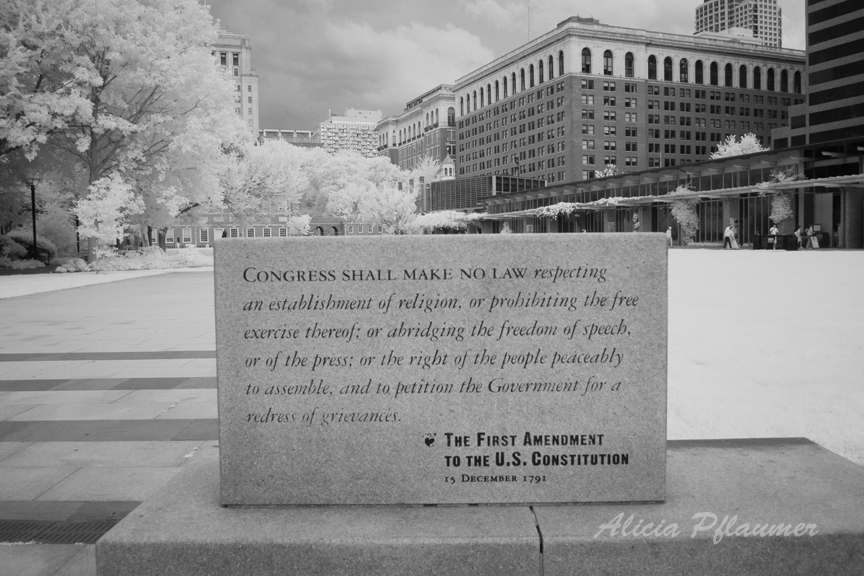 CONGRESS SHALL MAKE NO LAW respecting
an establishment of religion, or prohibiting the free
exercise thereof; or abridging the freedom of speech,
or of the press; or the right of the people peaceably
to assemble, and to petition the Government for a
redress of grievances.
THE FIRST AMENDMENT
TO THE U.S. CONSTITUTION
15 DECEMBER 1791
Alicia Pflaumer